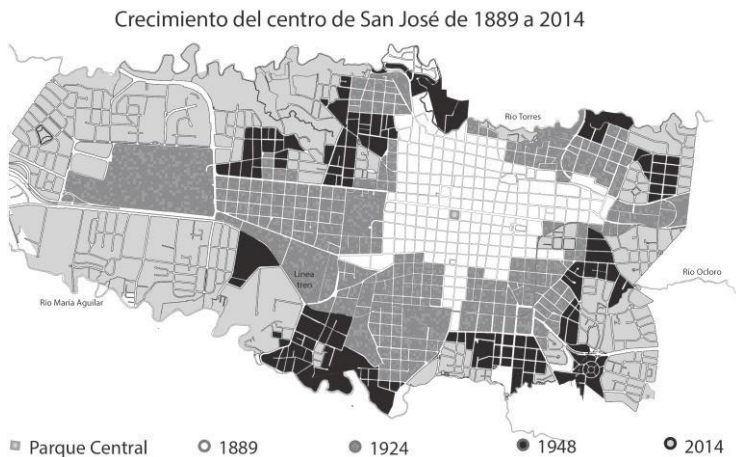 Crecimiento del centro de San José de 1889 a 2014
Río Torres
Río Ocloro
Línea
tren
Río María Aguilar
Parque Central
1889
1924
1948
2014